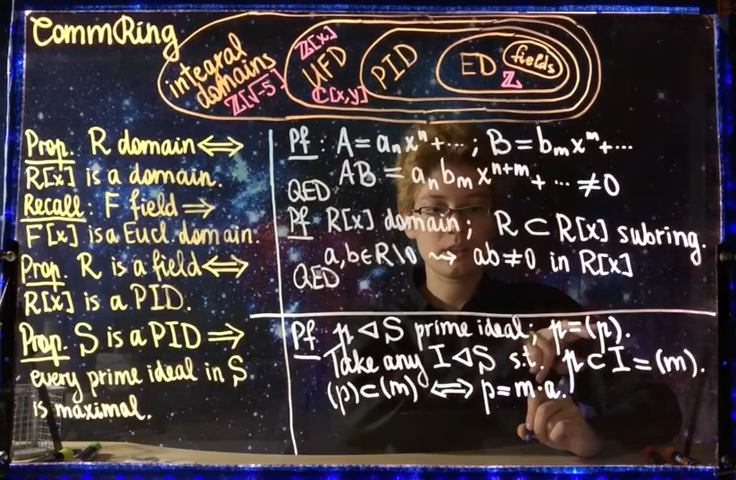 CommRing
integral domains
ℤ[√-5]
ℤ[x]
UFD
ℂ[x,y]
PID
ED
fields
ℤ
Prop. R domain ⟺
R[x] is a domain.
Recall: F field ⟹
F[x] is a Eucl. domain.
Prop. R is a field ⟺
R[x] is a PID.
Prop. S is a PID ⟹
every prime ideal in S
is maximal.
Pf: A = aₙxⁿ+⋯; B = bₘxᵐ+⋯
AB = aₙbₘxⁿ⁺ᵐ+⋯ ≠ 0
QED
Pf R[x] domain; R ⊂ R[x] subring.
a,b∈R\0 ⇝ ab≠0 in R[x]
QED
Pf 𝔭 ⊲ S prime ideal; 𝔭=(p).
Take any I ⊲ S s.t. 𝔭 ⊂ I = (m).
(p)⊂(m) ⟺ p=m·a.